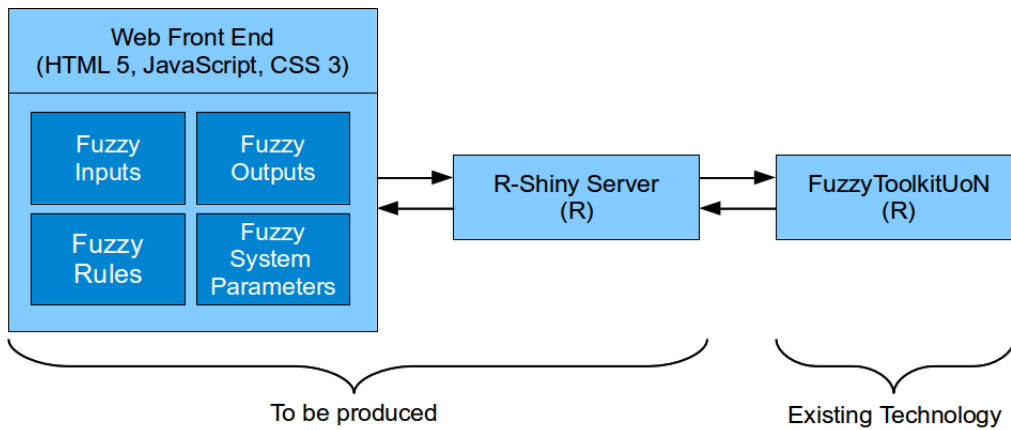 Web Front End
(HTML 5, JavaScript, CSS 3)
Fuzzy
Inputs
Fuzzy
Outputs
Fuzzy
Rules
Fuzzy
System
Parameters
R-Shiny Server
(R)
FuzzyToolkitUoN
(R)
To be produced
Existing Technology